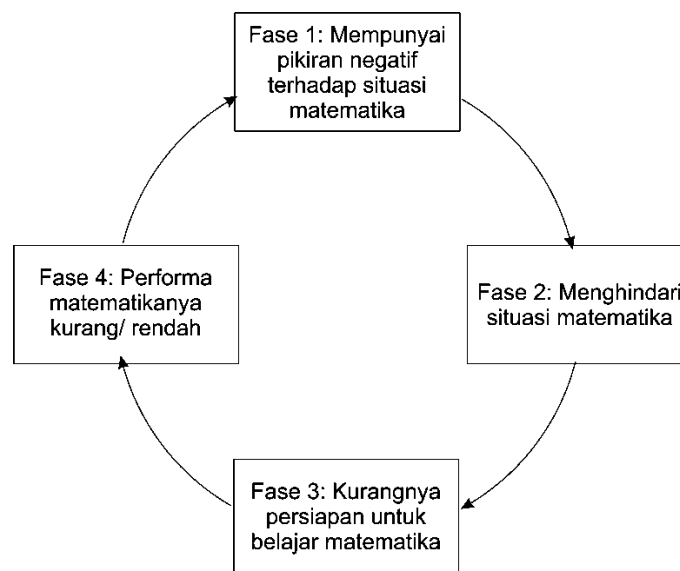 Fase 1: Mempunyai
pikiran negatif
terhadap situasi
matematika
Fase 2: Menghindari
situasi matematika
Fase 3: Kurangnya
persiapan untuk
belajar matematika
Fase 4: Performa
matematikanya
kurang/ rendah